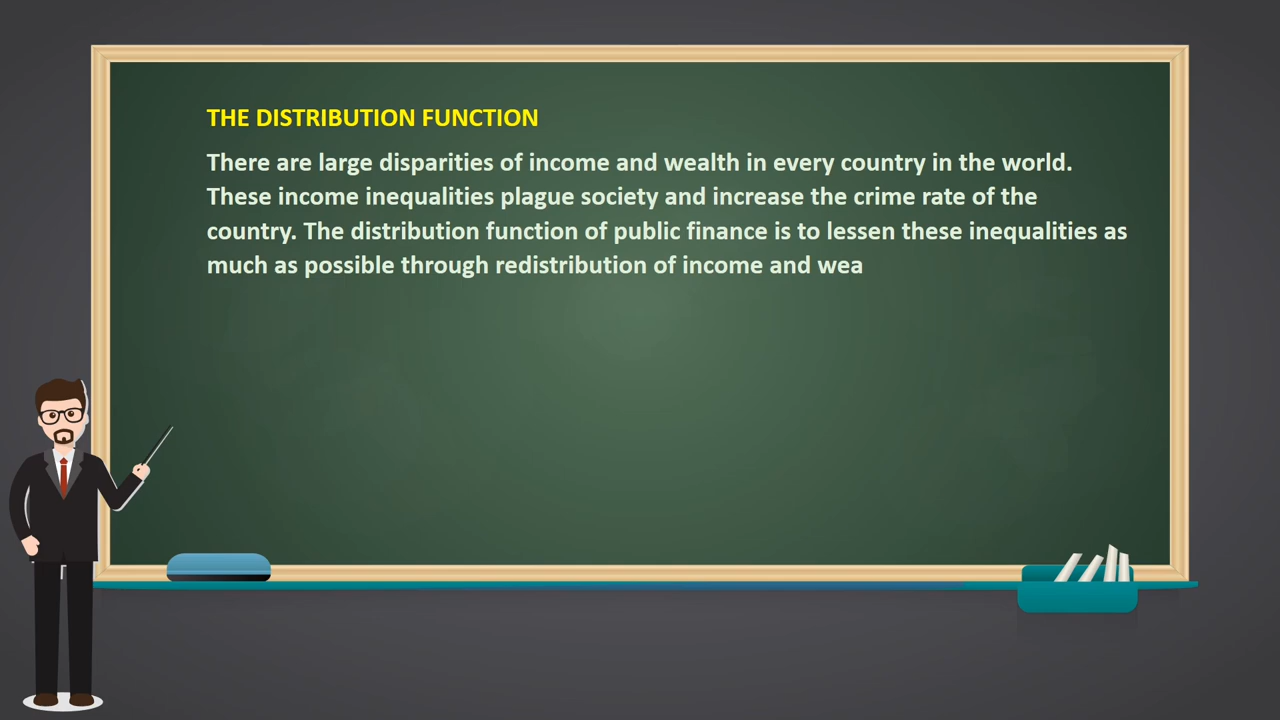 THE DISTRIBUTION FUNCTION
There are large disparities of income and wealth in every country in the world.
These income inequalities plague society and increase the crime rate of the
country. The distribution function of public finance is to lessen these inequalities as
much as possible through redistribution of income and wea